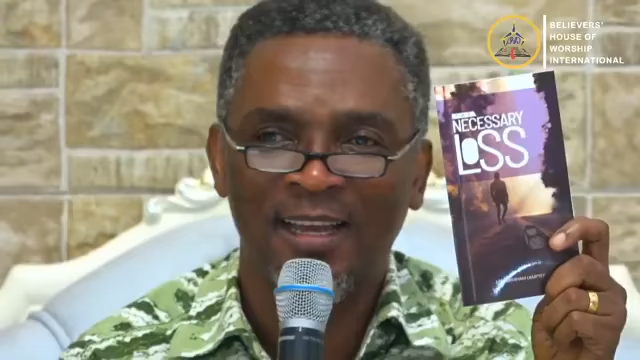 BELIEVERS'
HOUSE OF
WORSHIP
INTERNATIONAL
NECESSARY
LOSS